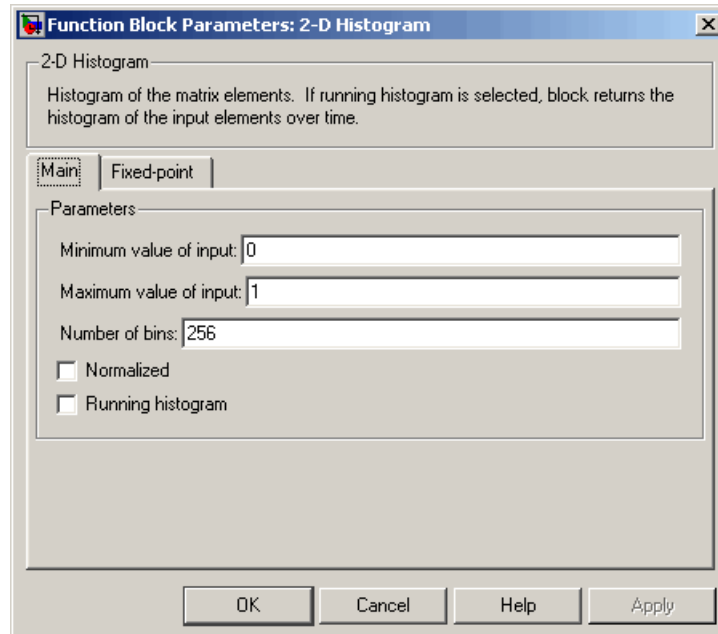 Function Block Parameters: 2-D Histogram
2-D Histogram
Histogram of the matrix elements. If running histogram is selected, block returns the
histogram of the input elements over time.
Main Fixed-point
Parameters
Minimum value of input: 0
Maximum value of input: 1
Number of bins: 256
Normalized
Running histogram
OK Cancel Help Apply